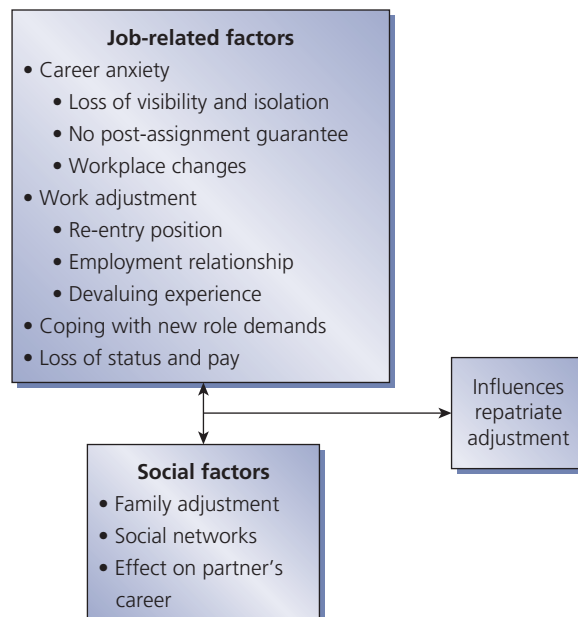 Job-related factors
• Career anxiety
• Loss of visibility and isolation
• No post-assignment guarantee
• Workplace changes
• Work adjustment
• Re-entry position
• Employment relationship
• Devaluing experience
• Coping with new role demands
• Loss of status and pay
Influences
repatriate
adjustment
Social factors
• Family adjustment
• Social networks
• Effect on partner’s
career